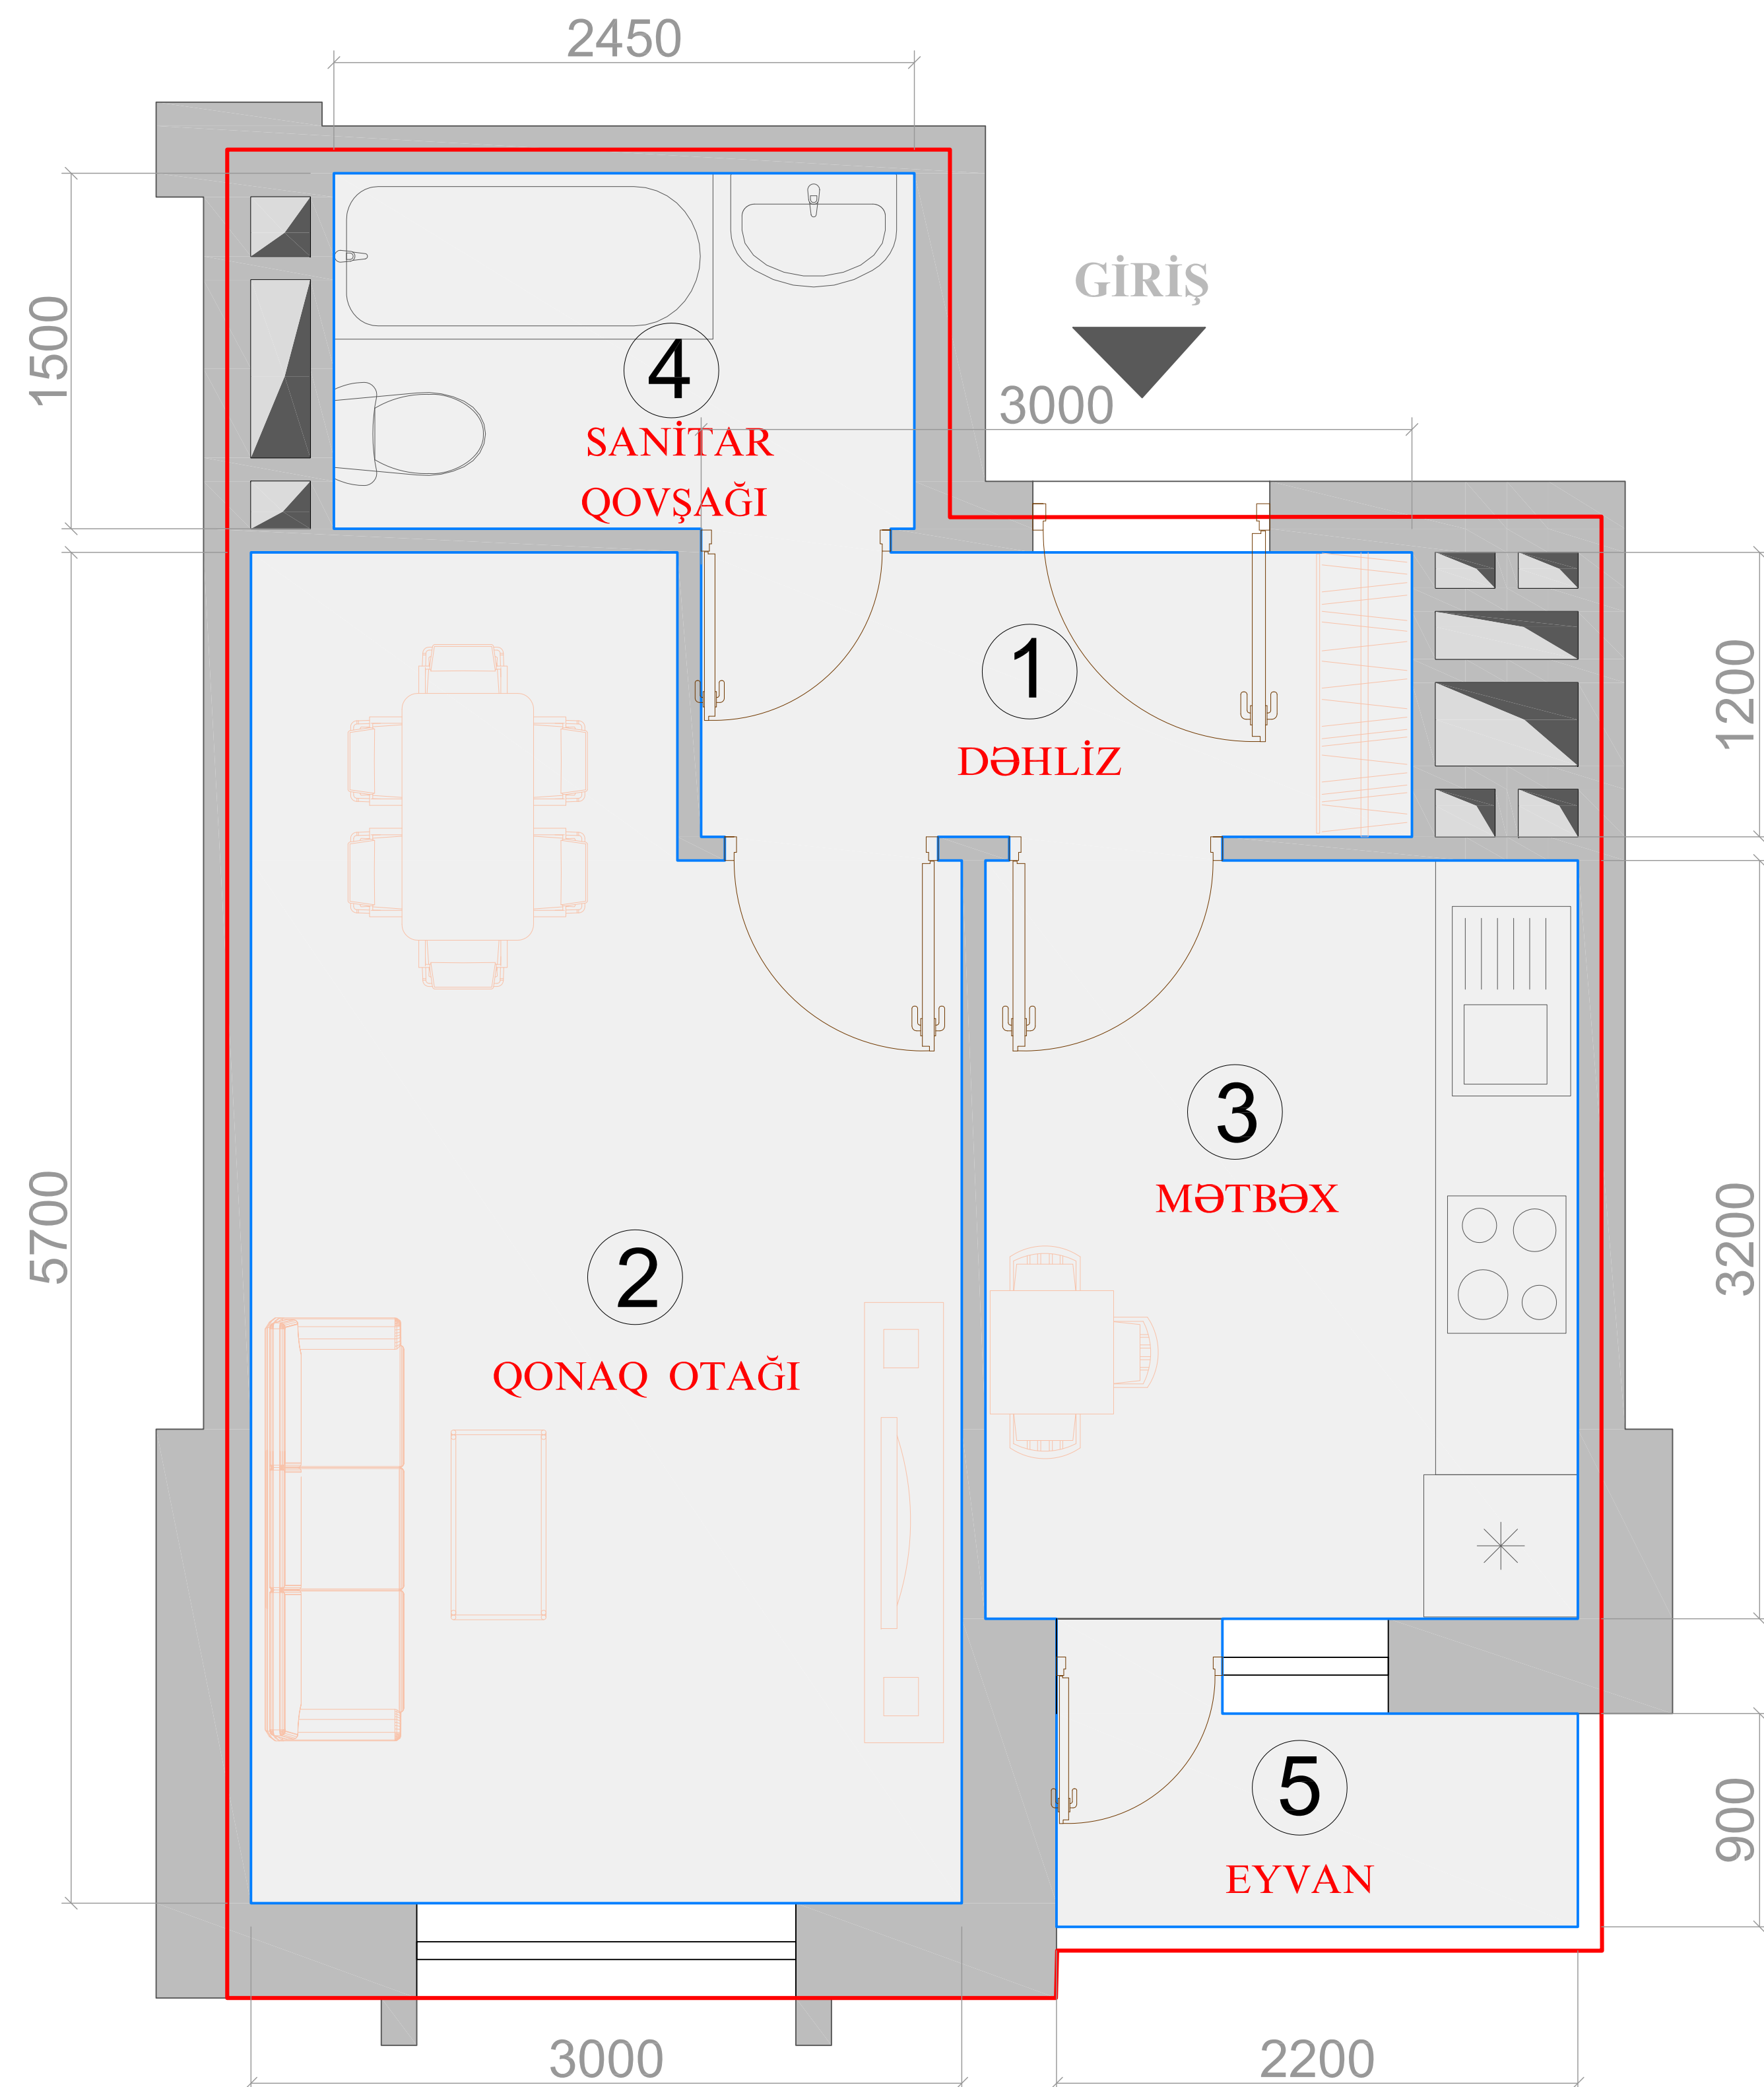 2450
GİRİŞ
1500
4
3000
SANİTAR
QOVŞAĞI
1
DƏHLİZ
1200
3
MƏTBƏX
5700
3200
2
QONAQ OTAĞI
5
900
EYVAN
3000
2200